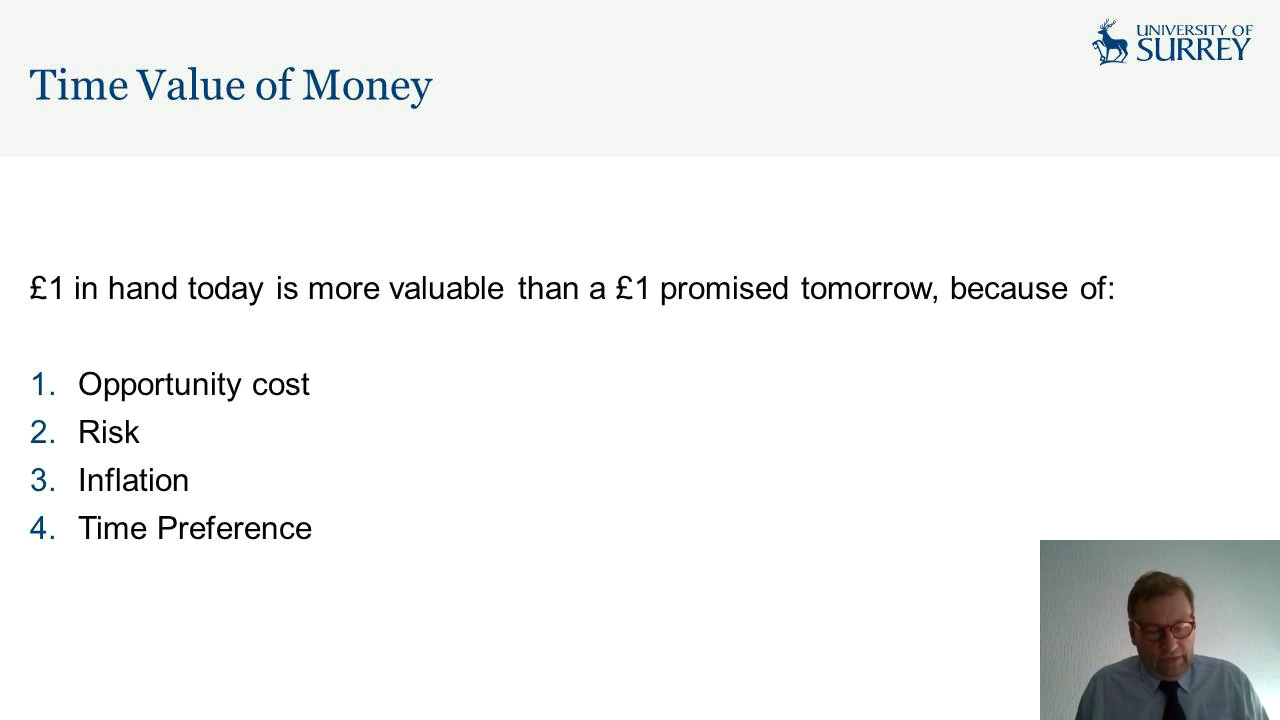 UNIVERSITY OF
SURREY
Time Value of Money
£1 in hand today is more valuable than a £1 promised tomorrow, because of:
1. Opportunity cost
2. Risk
3. Inflation
4. Time Preference